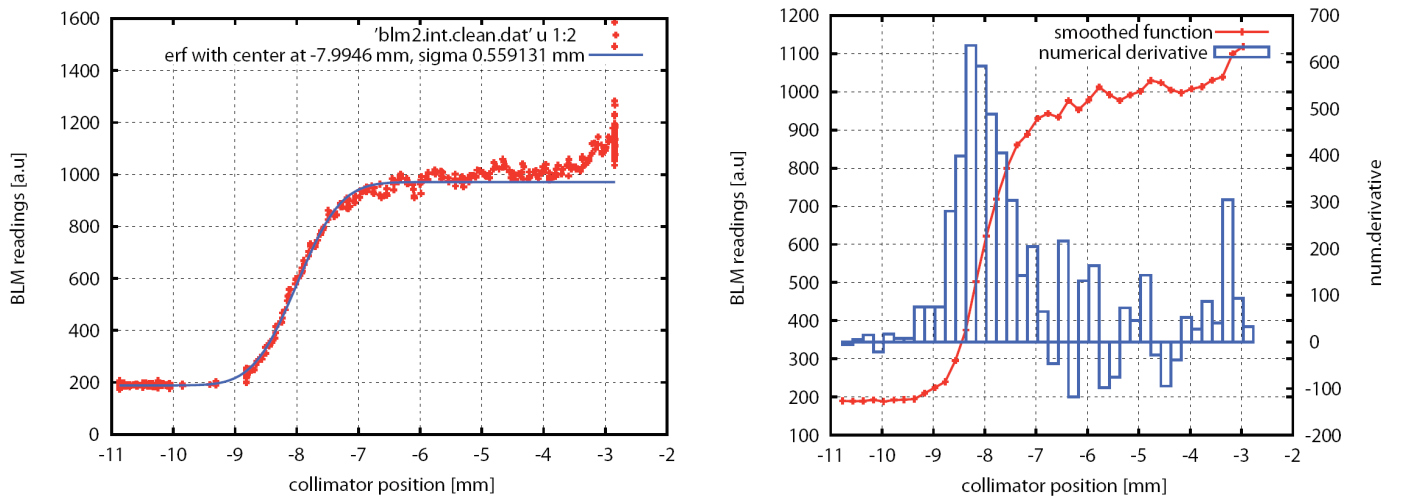 1600
1400
1200
1000
800
600
400
200
0
BLM readings [a.u]
'blm2.int.clean.dat' u 1:2
erf with center at -7.9946 mm, sigma 0.559131 mm
-11 -10 -9 -8 -7 -6 -5 -4 -3 -2
collimator position [mm]
1200
1100
1000
900
800
700
600
500
400
300
200
100
BLM readings [a.u]
smoothed function
numerical derivative
700
600
500
400
300
200
100
0
-100
-200
num.derivative
-11 -10 -9 -8 -7 -6 -5 -4 -3 -2
collimator position [mm]